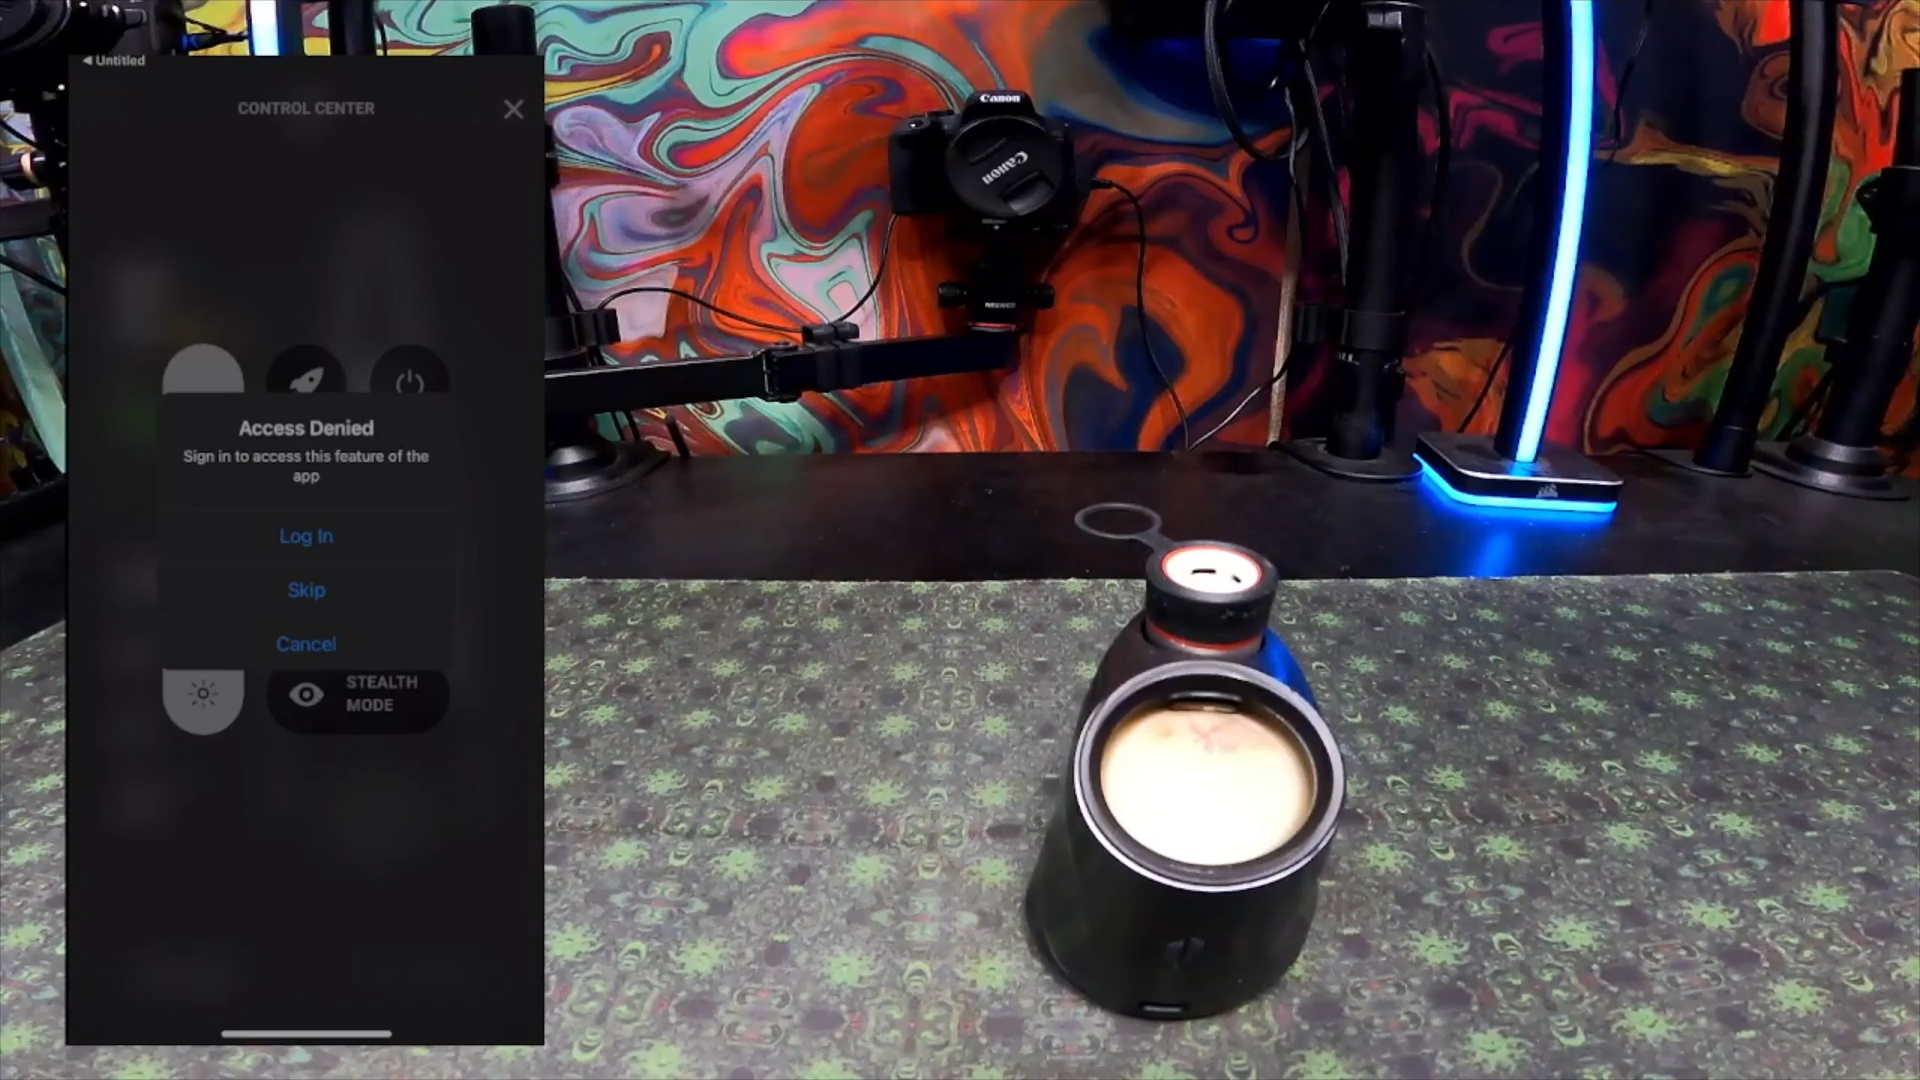 ◀ Untitled
CONTROL CENTER
Access Denied
Sign in to access this feature of the
app
Log In
Skip
Cancel
STEALTH
MODE
Canon
Canon
NEEWER